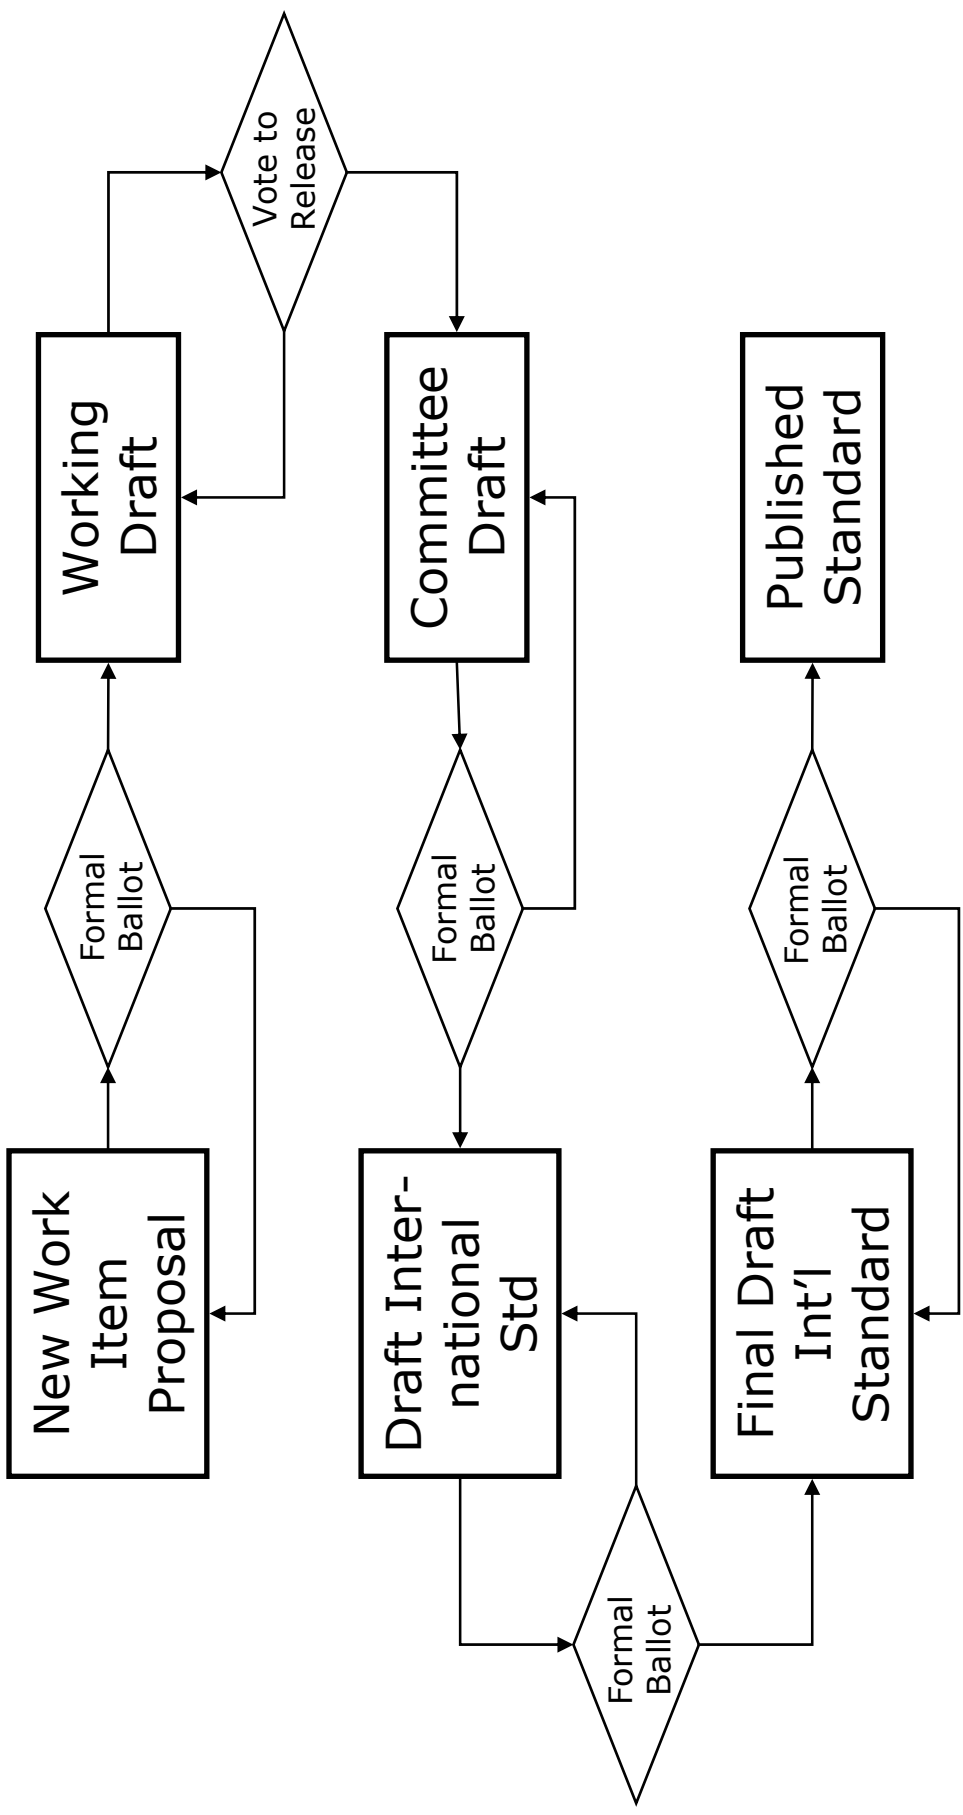 New Work
Item
Proposal
Formal
Ballot
Working
Draft
Vote to
Release
Draft Inter-
national
Std
Formal
Ballot
Committee
Draft
Formal
Ballot
Final Draft
Int’l
Standard
Formal
Ballot
Published
Standard